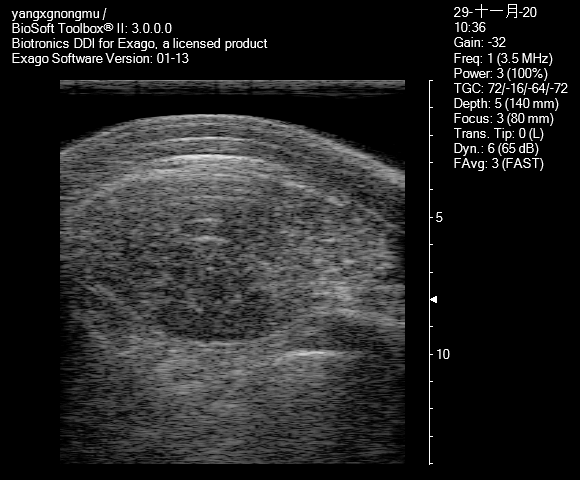 yangxgnongmu /
BioSoft Toolbox® II: 3.0.0.0
Biotronics DDI for Exago, a licensed product
Exago Software Version: 01-13
29-十一月-20
10:36
Gain: -32
Freq: 1 (3.5 MHz)
Power: 3 (100%)
TGC: 72/-16/-64/-72
Depth: 5 (140 mm)
Focus: 3 (80 mm)
Trans. Tip: 0 (L)
Dyn.: 6 (65 dB)
FAvg: 3 (FAST)
5
10